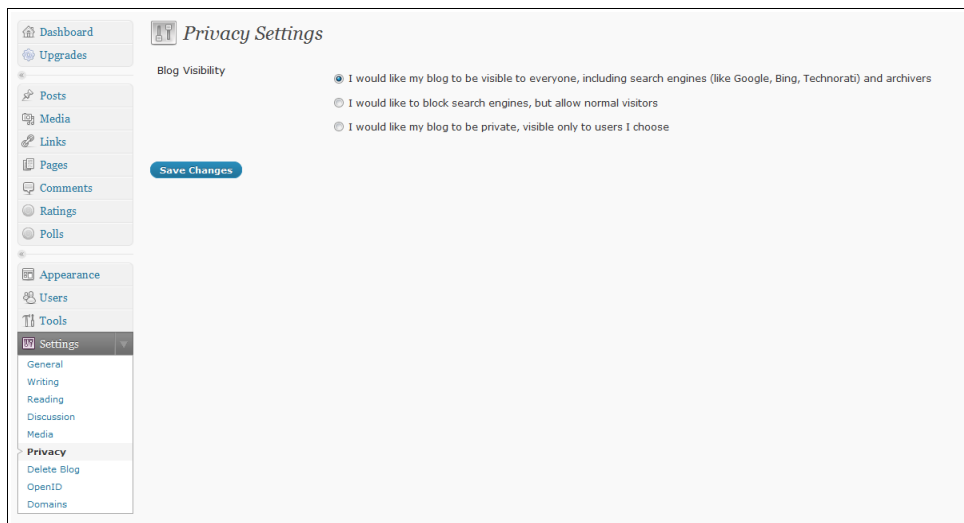 Dashboard
Upgrades
Posts
Media
Links
Pages
Comments
Ratings
Polls
Appearance
Users
Tools
Settings
General
Writing
Reading
Discussion
Media
Privacy
Delete Blog
OpenID
Domains
Privacy Settings
Blog Visibility
I would like my blog to be visible to everyone, including search engines (like Google, Bing, Technorati) and archivers
I would like to block search engines, but allow normal visitors
I would like my blog to be private, visible only to users I choose
Save Changes